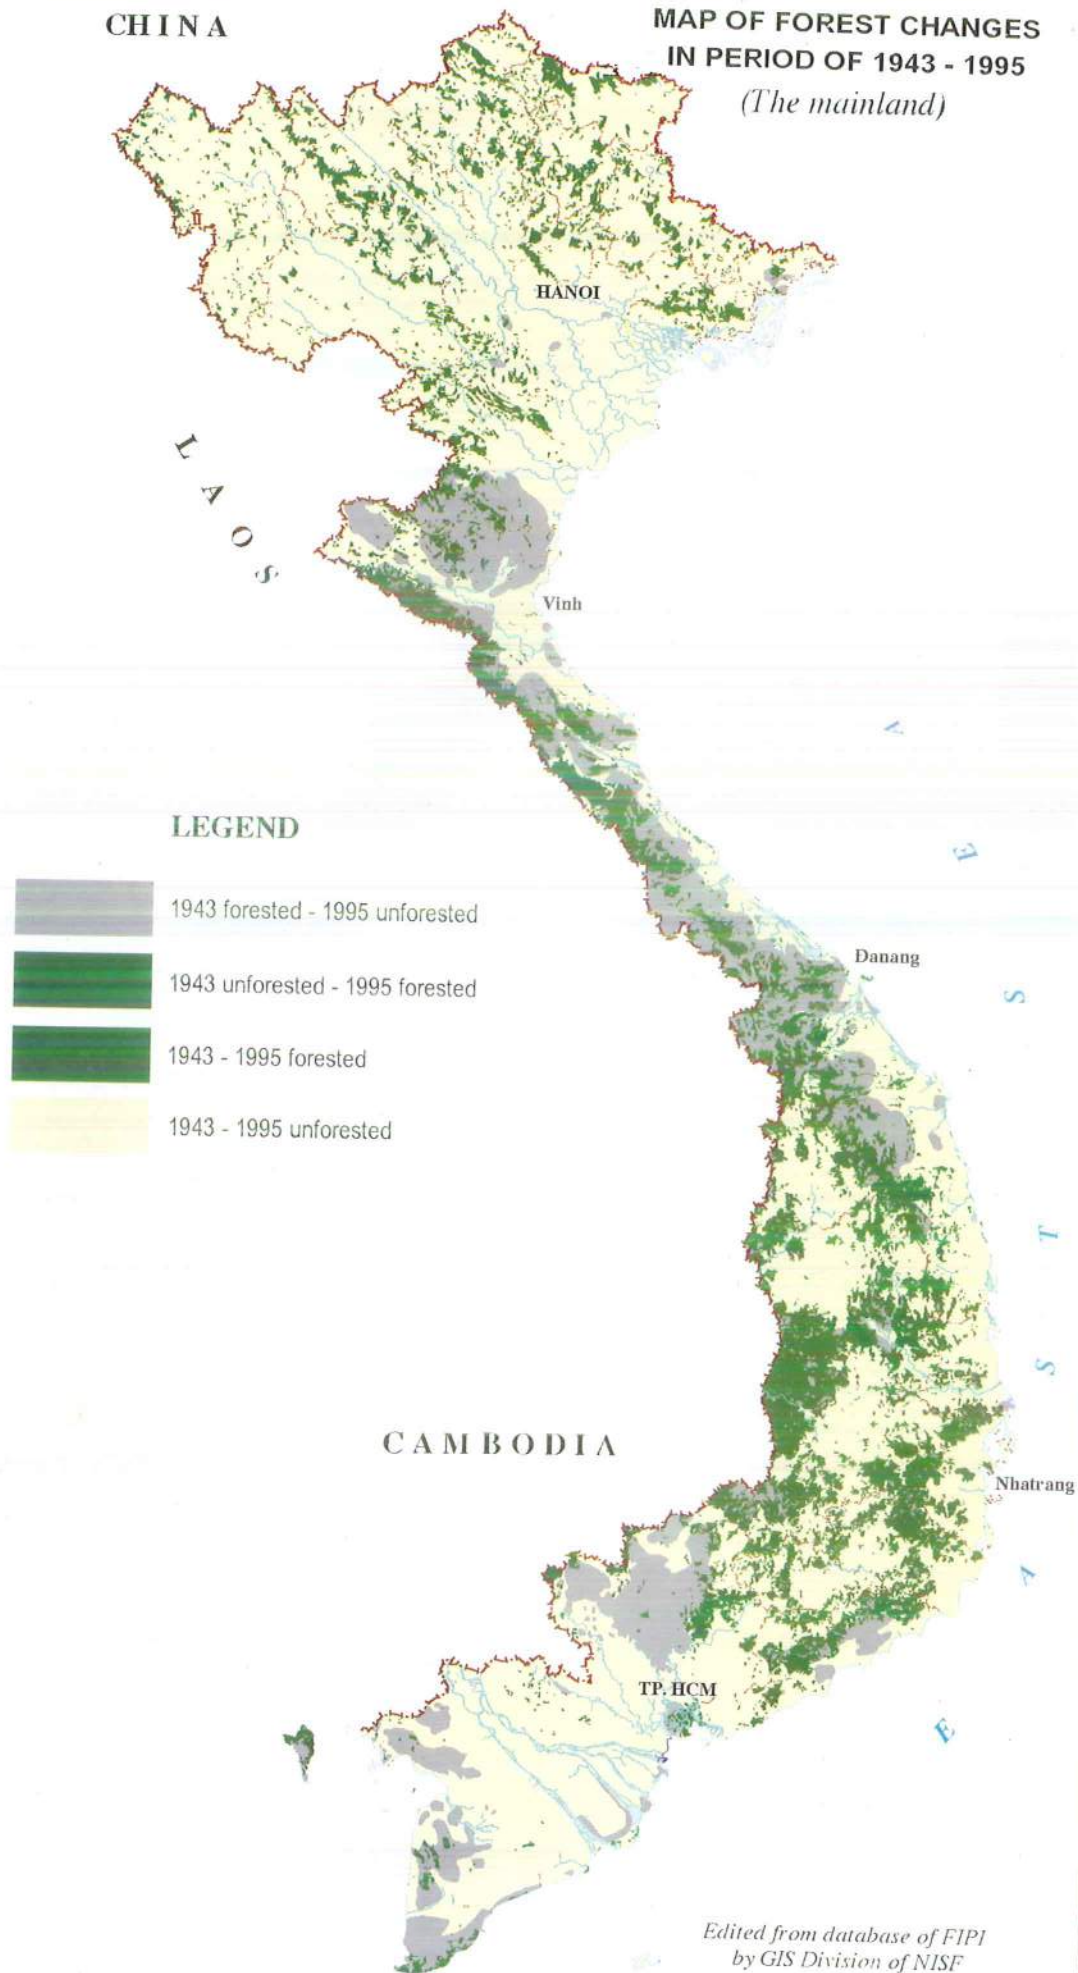 CHINA
MAP OF FOREST CHANGES
IN PERIOD OF 1943 - 1995
(The mainland)
HANOI
LAOS
Vinh
LEGEND
1943 forested - 1995 unforested
1943 unforested - 1995 forested
1943 - 1995 forested
1943 - 1995 unforested
Đanang
EAST SEA
CAMBODIA
Nhatrang
TP. HCM
Edited from database of FIPI
by GIS Division of NISF